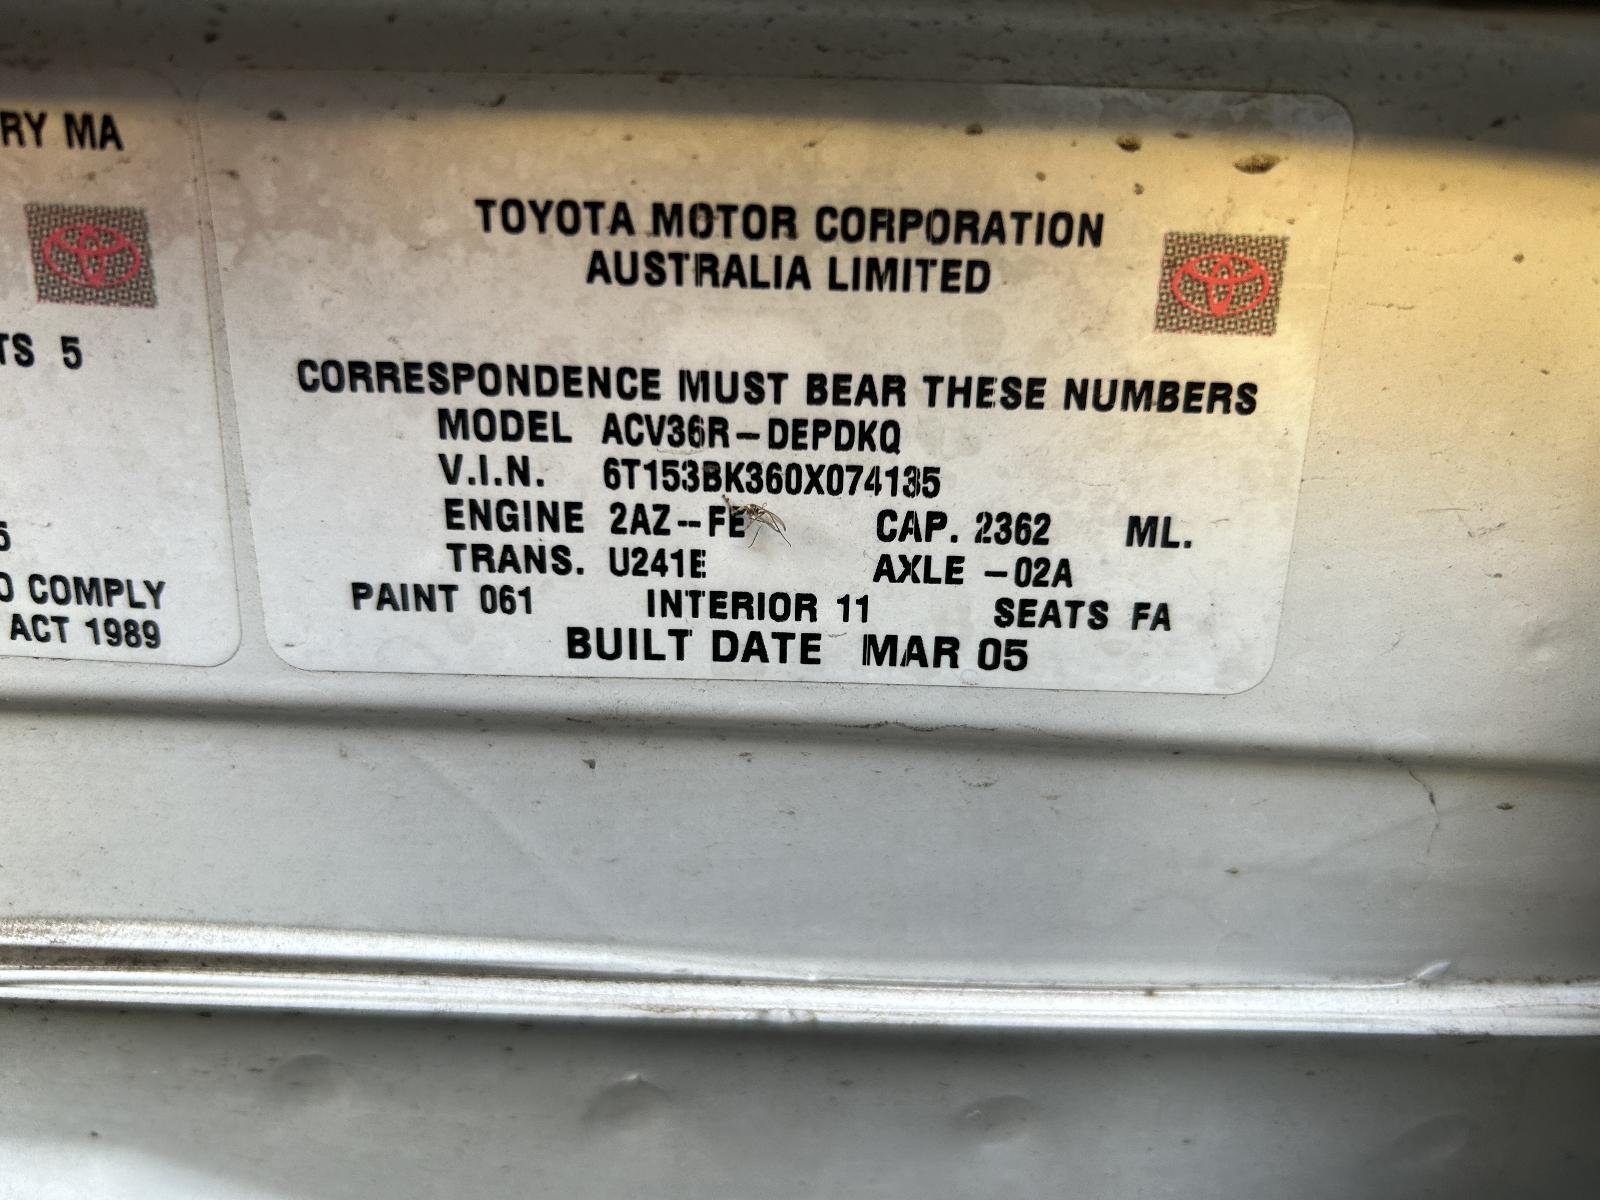 RY MA
TS 5
5
O COMPLY
ACT 1989
TOYOTA MOTOR CORPORATION
AUSTRALIA LIMITED
CORRESPONDENCE MUST BEAR THESE NUMBERS
MODEL ACV36R-DEPDKQ
V.I.N. 6T153BK360X074135
ENGINE 2AZ--FE CAP. 2362 ML.
TRANS. U241E AXLE -02A
PAINT 061 INTERIOR 11 SEATS FA
BUILT DATE MAR 05